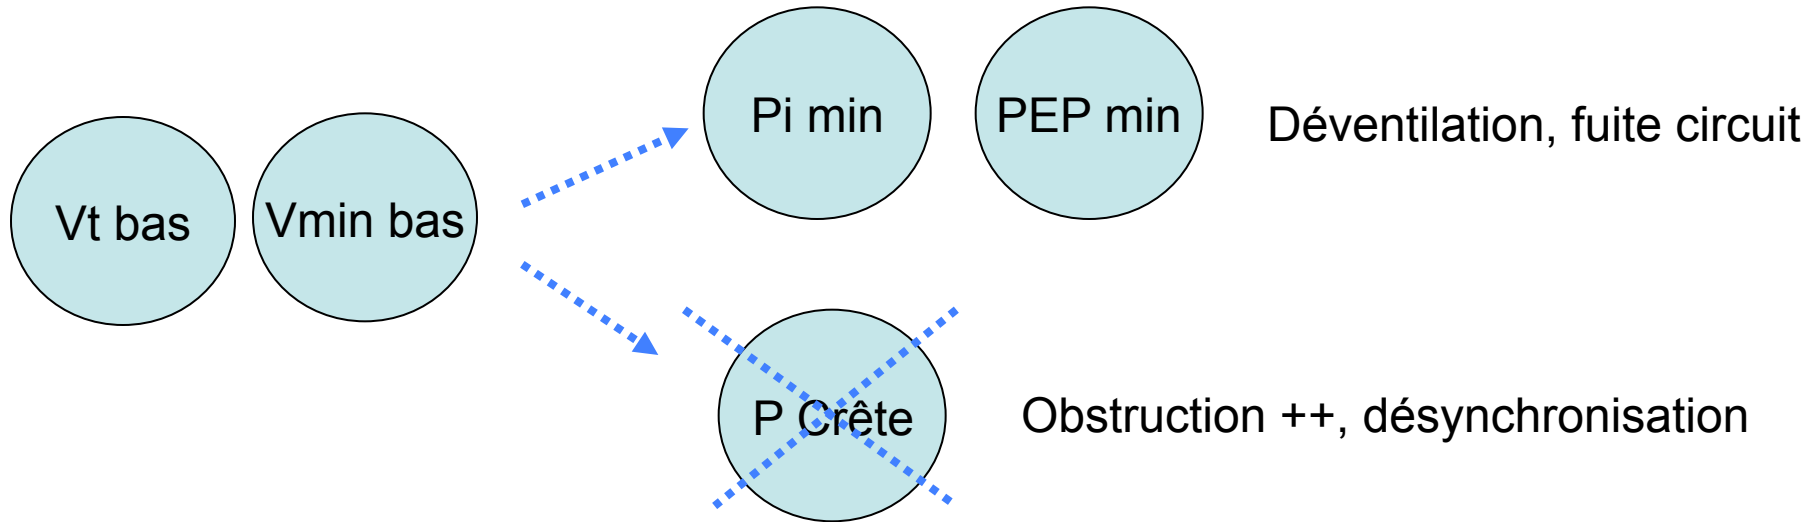 Vt bas
Vmin bas
Pi min
PEP min
Déventilation, fuite circuit
P Crête
Obstruction ++, désynchronisation